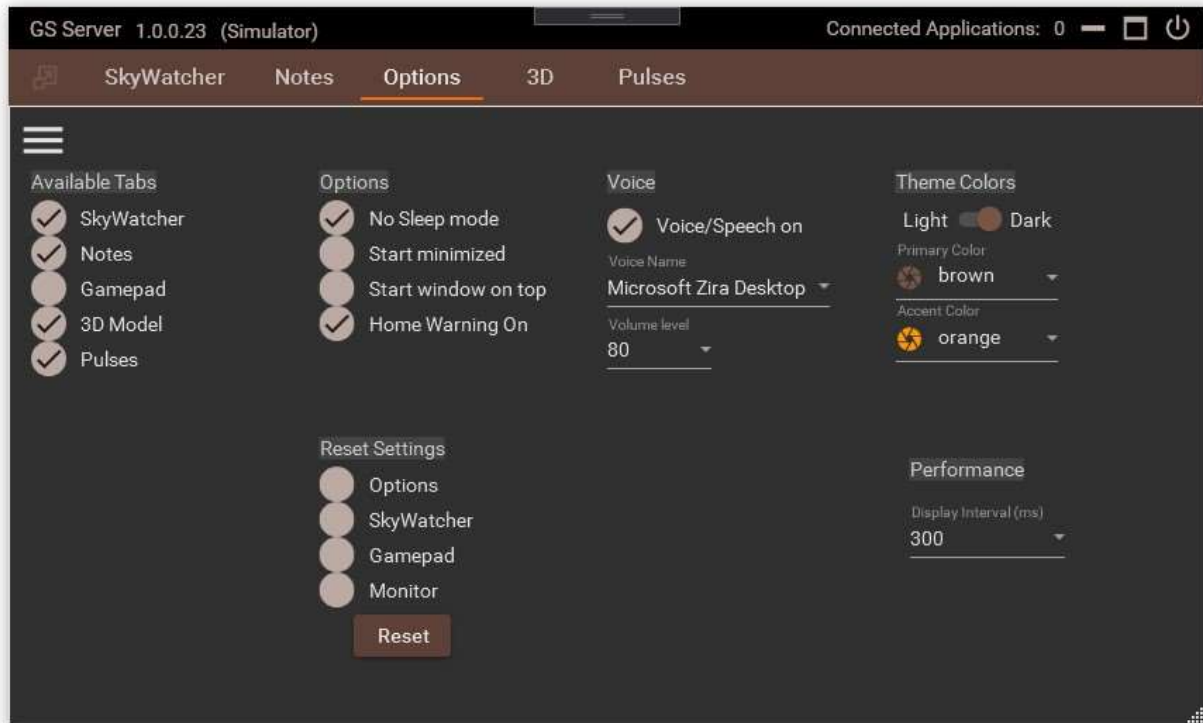 GS Server 1.0.0.23 (Simulator)
Connected Applications: 0
SkyWatcher Notes Options 3D Pulses
Available Tabs
SkyWatcher
Notes
Gamepad
3D Model
Pulses
Options
No Sleep mode
Start minimized
Start window on top
Home Warning On
Voice
Voice/Speech on
Voice Name
Microsoft Zira Desktop
Volume level
80
Theme Colors
Light Dark
Primary Color
brown
Accent Color
orange
Reset Settings
Options
SkyWatcher
Gamepad
Monitor
Reset
Performance
Display Interval (ms)
300